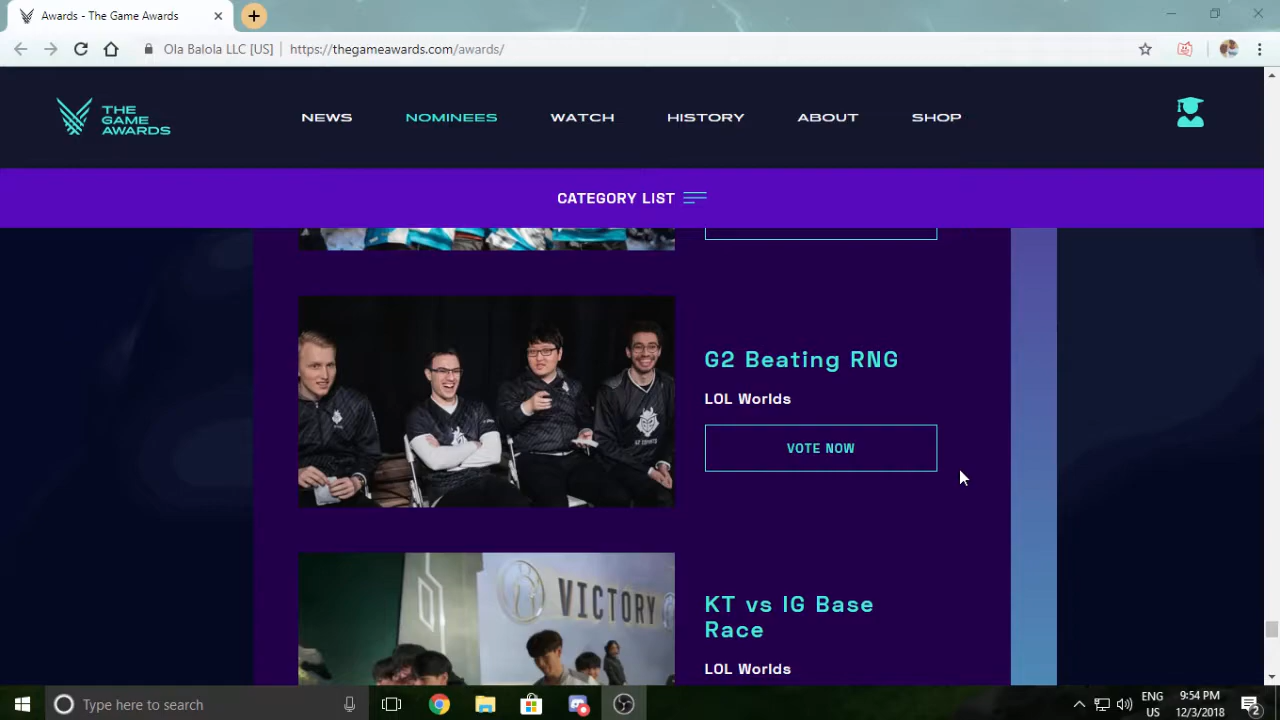 Awards - The Game Awards
Ola Balola LLC [US] | https://thegameawards.com/awards/
THE
GAME
AWARDS
NEWS NOMINEES WATCH HISTORY ABOUT SHOP
CATEGORY LIST
G2 Beating RNG
LOL Worlds
VOTE NOW
VICTORY
KT vs IG Base
Race
LOL Worlds
Type here to search
ENG
US
9:54 PM
12/3/2018
2